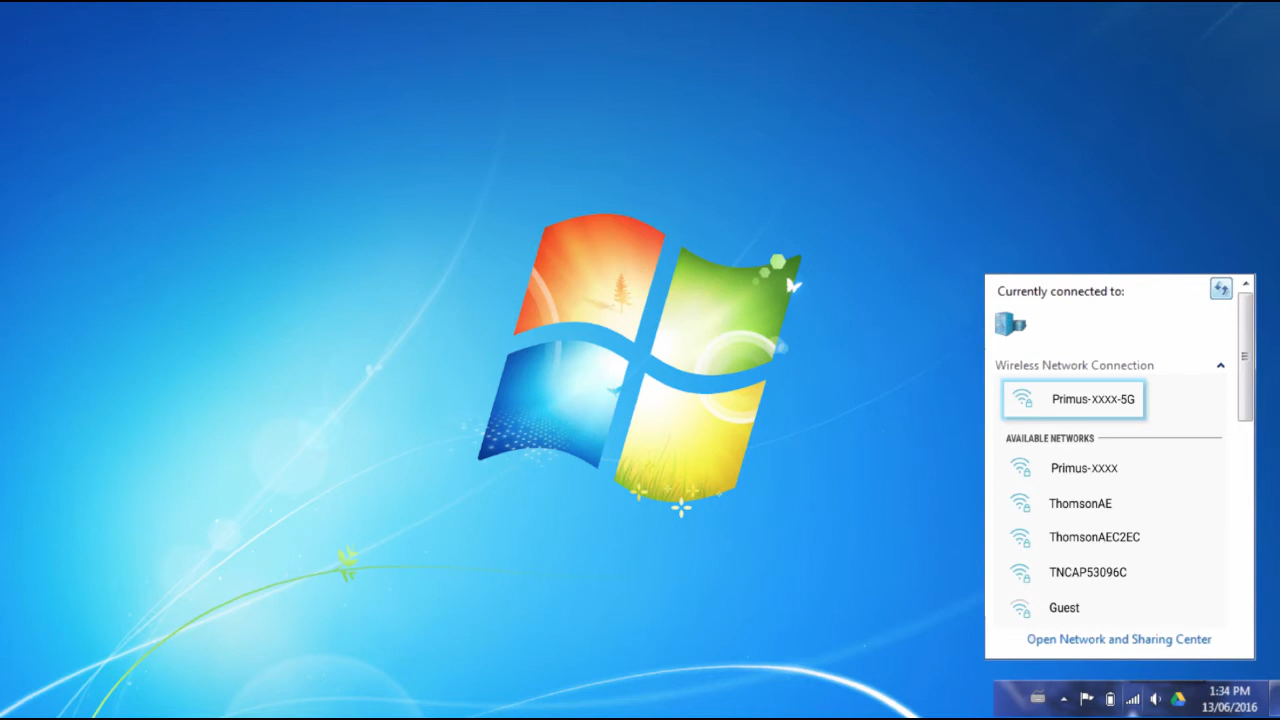 Currently connected to:
Wireless Network Connection
Primus-XXXX-5G
AVAILABLE NETWORKS
Primus-XXXX
ThomsonAE
ThomsonAEC2EC
TNCAP53096C
Guest
Open Network and Sharing Center
1:34 PM
13/06/2016